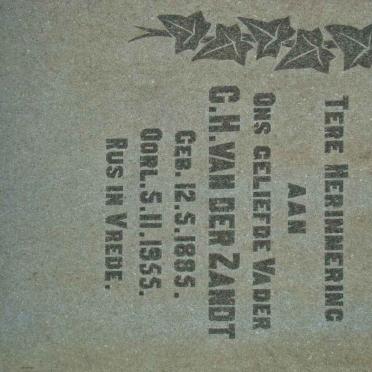 TERE HERINNERING
AAN
ONS GELIEFDE VADER
G.H. VAN DER ZANDT
GEB. 12.5.1885.
OORL. 5.11.1955.
RUS IN VREDE.